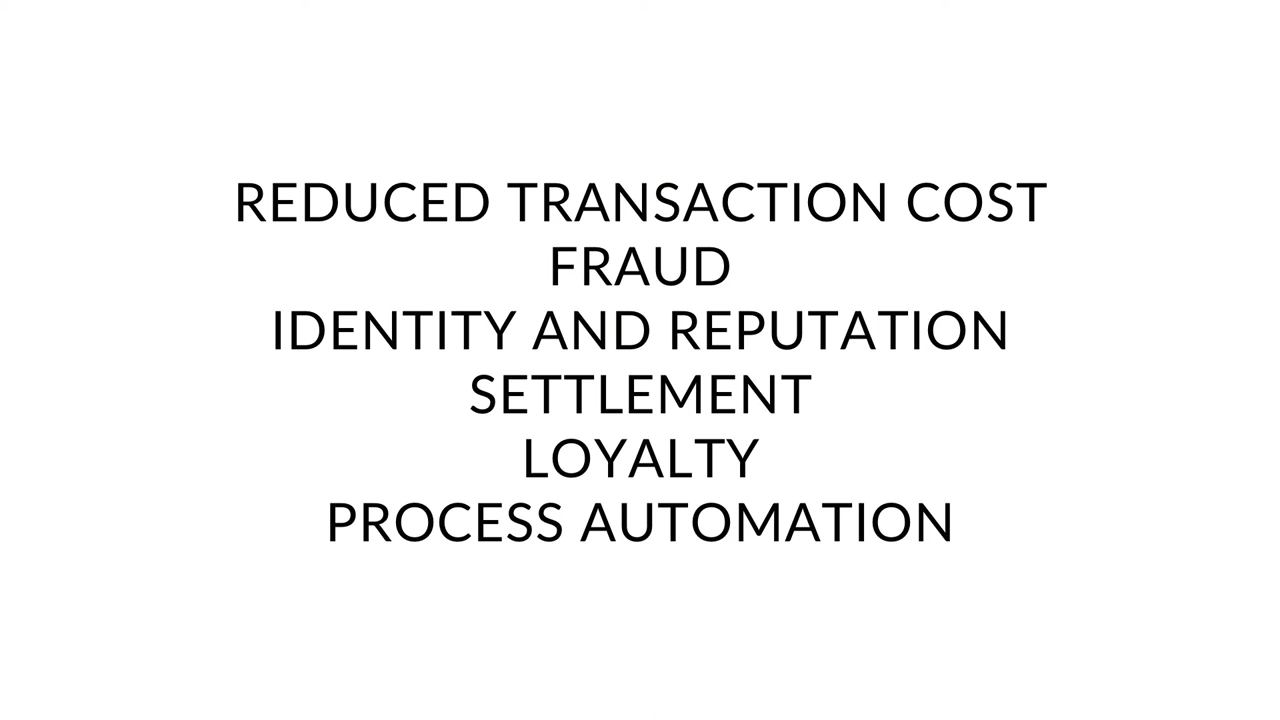 REDUCED TRANSACTION COST
FRAUD
IDENTITY AND REPUTATION
SETTLEMENT
LOYALTY
PROCESS AUTOMATION